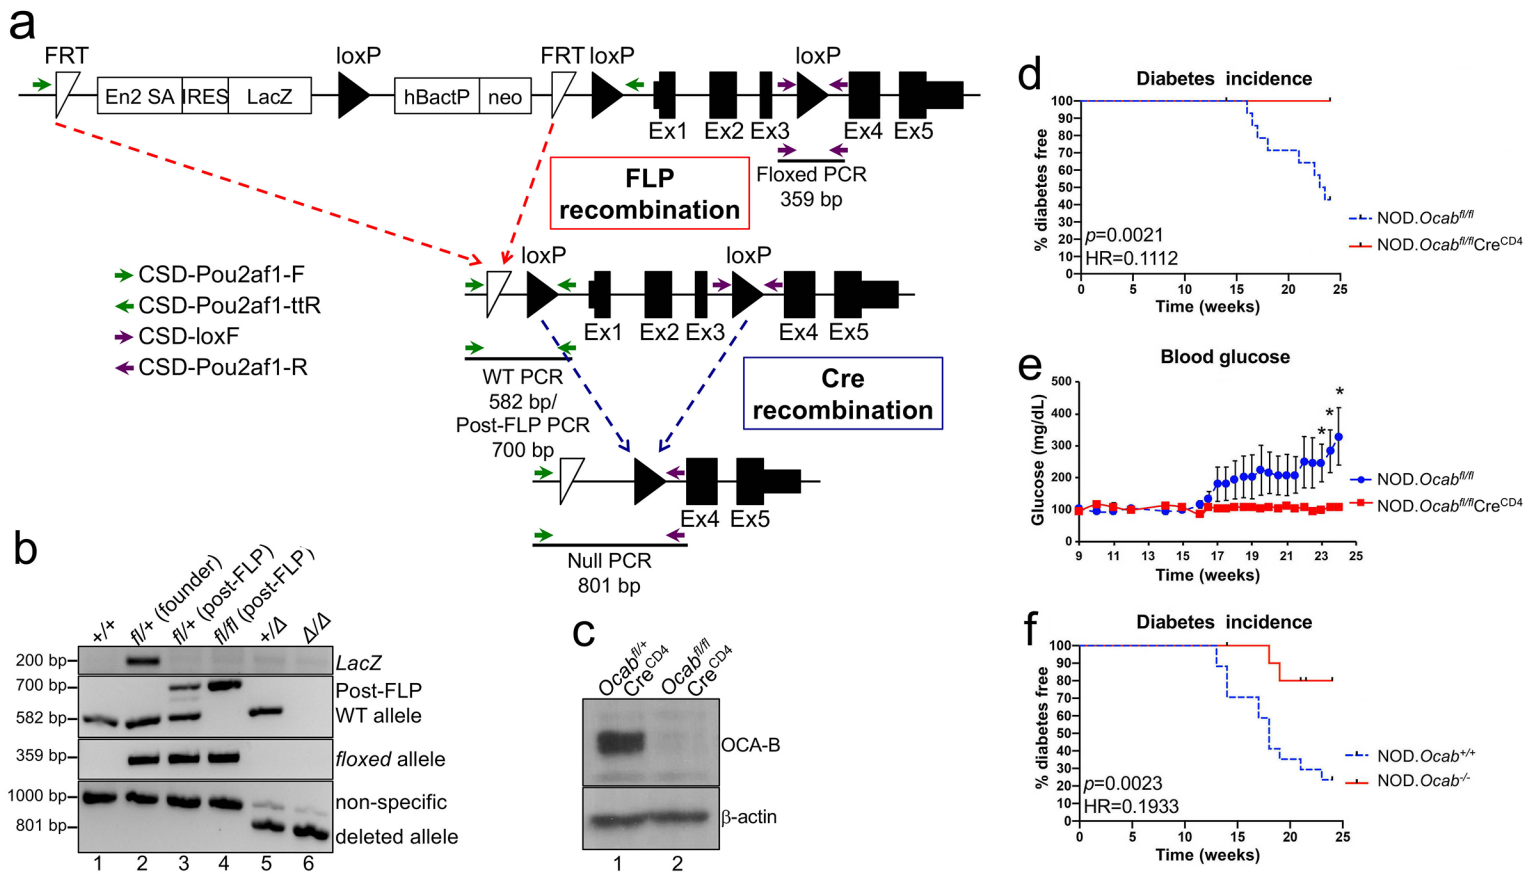 a
FRT
loxP
FRT
loxP
loxP
En2 SA
IRES
LacZ
hBactP
neo
Ex1
Ex2
Ex3
Ex4
Ex5
Floxed PCR
359 bp
FLP
recombination
CSD-Pou2af1-F
CSD-Pou2af1-ttR
CSD-loxF
CSD-Pou2af1-R
loxP
loxP
Ex1
Ex2
Ex3
Ex4
Ex5
WT PCR
582 bp/
Post-FLP PCR
700 bp
Cre
recombination
Ex4
Ex5
Null PCR
801 bp
b
+/+
fl/+ (founder)
fl/+ (post-FLP)
fl/fl (post-FLP)
+/Δ
Δ/Δ
200 bp
LacZ
700 bp
Post-FLP
582 bp
WT allele
359 bp
floxed allele
1000 bp
non-specific
801 bp
deleted allele
1 2 3 4 5 6
c
Ocab fl/+
Cre CD4
Ocab fl/fl
Cre CD4
OCA-B
β-actin
1 2
d
Diabetes incidence
% diabetes free
100
90
80
70
60
50
40
30
20
10
0
p=0.0021
HR=0.1112
0 5 10 15 20 25
Time (weeks)
NOD.Ocab fl/fl
NOD.Ocab fl/fl Cre CD4
e
Blood glucose
Glucose (mg/dL)
500
400
300
200
100
0
* * *
9 11 13 15 17 19 21 23 25
Time (weeks)
NOD.Ocab fl/fl
NOD.Ocab fl/fl Cre CD4
f
Diabetes incidence
% diabetes free
100
90
80
70
60
50
40
30
20
10
0
p=0.0023
HR=0.1933
0 5 10 15 20 25
Time (weeks)
NOD.Ocab +/+
NOD.Ocab -/-